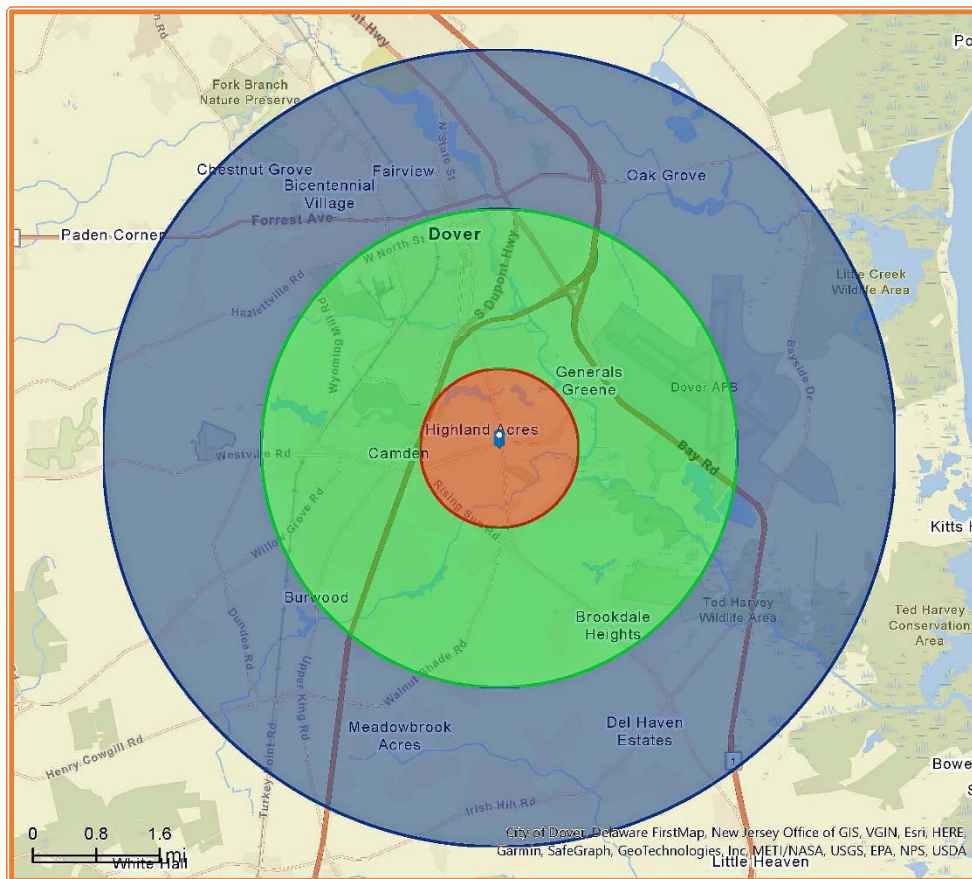 nt Hwy
Po
Fork Branch
Nature Preserve
N State St
Chestnut Grove
Fairview
Bicentennial
Village
Oak Grove
Forrest Ave
Paden Corner
Dover
W North St
S Dupont Hwy
Little Creek
Wildlife Area
Hazlettville Rd
Wyoming Mill Rd
Bayside Dr
Generals
Greene
Dover AFB
Highland Acres
Camden
Westville Rd
Bay Rd
Rising Sun Rd
Willow Grove Rd
Kitts H
Burwood
Ted Harvey
Wildlife Area
Ted Harvey
Conservation
Area
Brookdale
Heights
Dundee Rd
Upper King Rd
Walnut Shade Rd
Meadowbrook
Acres
Del Haven
Estates
Henry Cowgill Rd
Turkey Point Rd
1
Bowe
S
Irish Hill Rd
0 0.8 1.6
mi
White Hall
City of Dover, Delaware FirstMap, New Jersey Office of GIS, VGIN, Esri, HERE,
Garmin, SafeGraph, GeoTechnologies, Inc, METI/NASA, USGS, EPA, NPS, USDA
Little Heaven